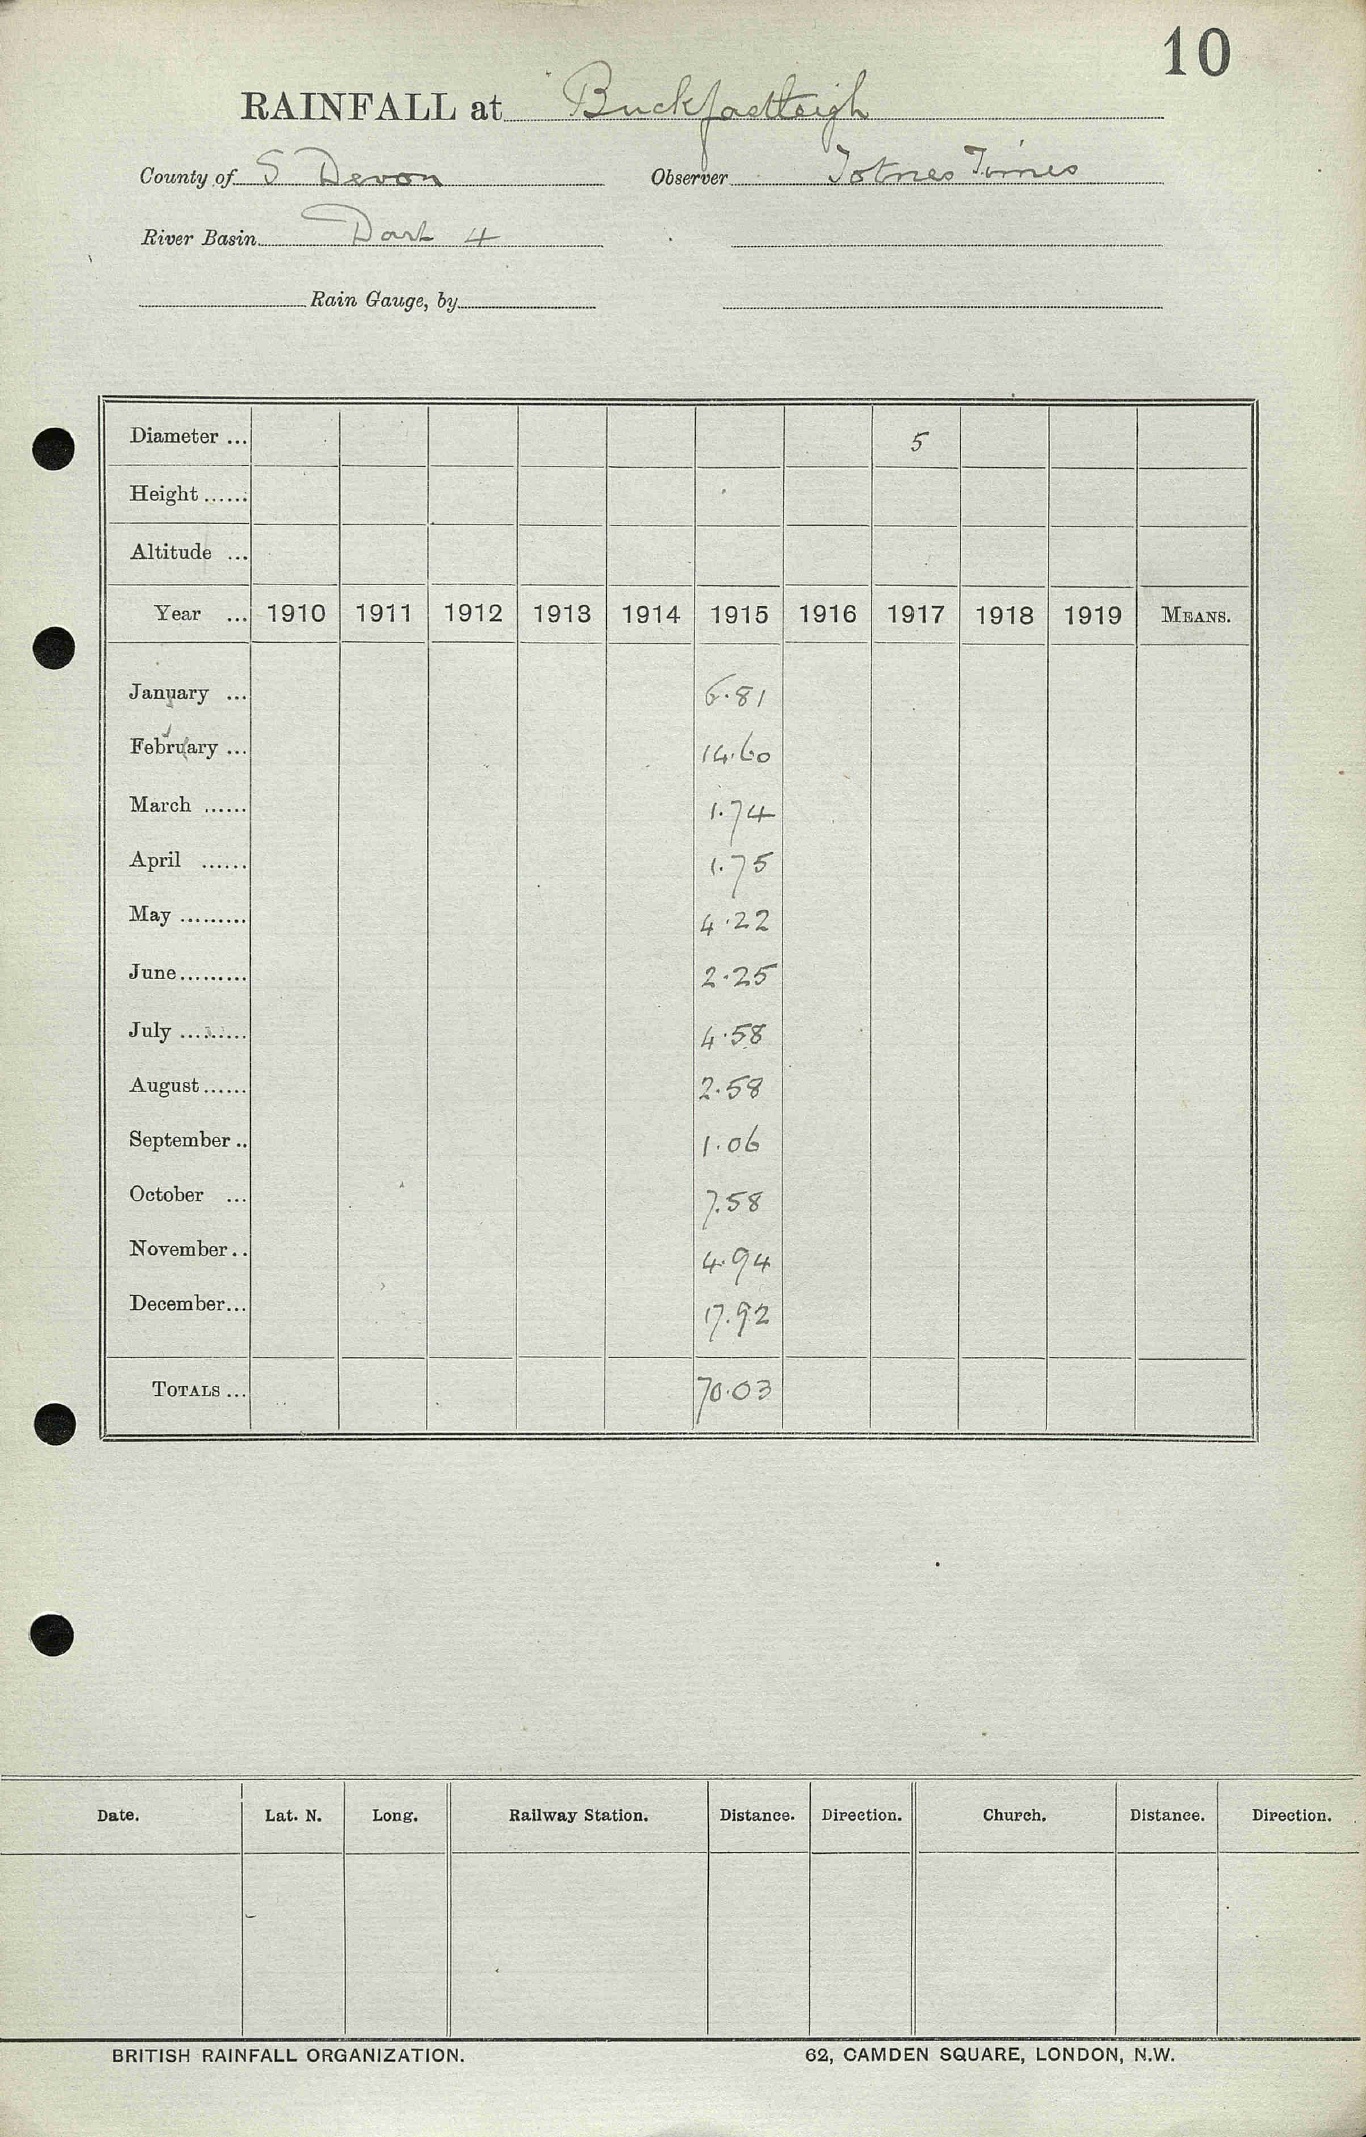 10
RAINFALL at Buckfastleigh
County of S Devon Observer Totnes Times
River Basin Dart 4
Rain Gauge, by
Diameter ... 5
Height ......
Altitude ...
Year ... 1910 1911 1912 1913 1914 1915 1916 1917 1918 1919 MEANS.
January ... 6.81
February ... 14.60
March ...... 1.74
April ...... 1.75
May ......... 4.22
June......... 2.25
July ......... 4.58
August...... 2.58
September .. 1.06
October ... 7.58
November.. 4.94
December... 17.92
TOTALS ... 70.03
Date. Lat. N. Long. Railway Station. Distance. Direction. Church. Distance. Direction.
BRITISH RAINFALL ORGANIZATION. 62, CAMDEN SQUARE, LONDON, N.W.